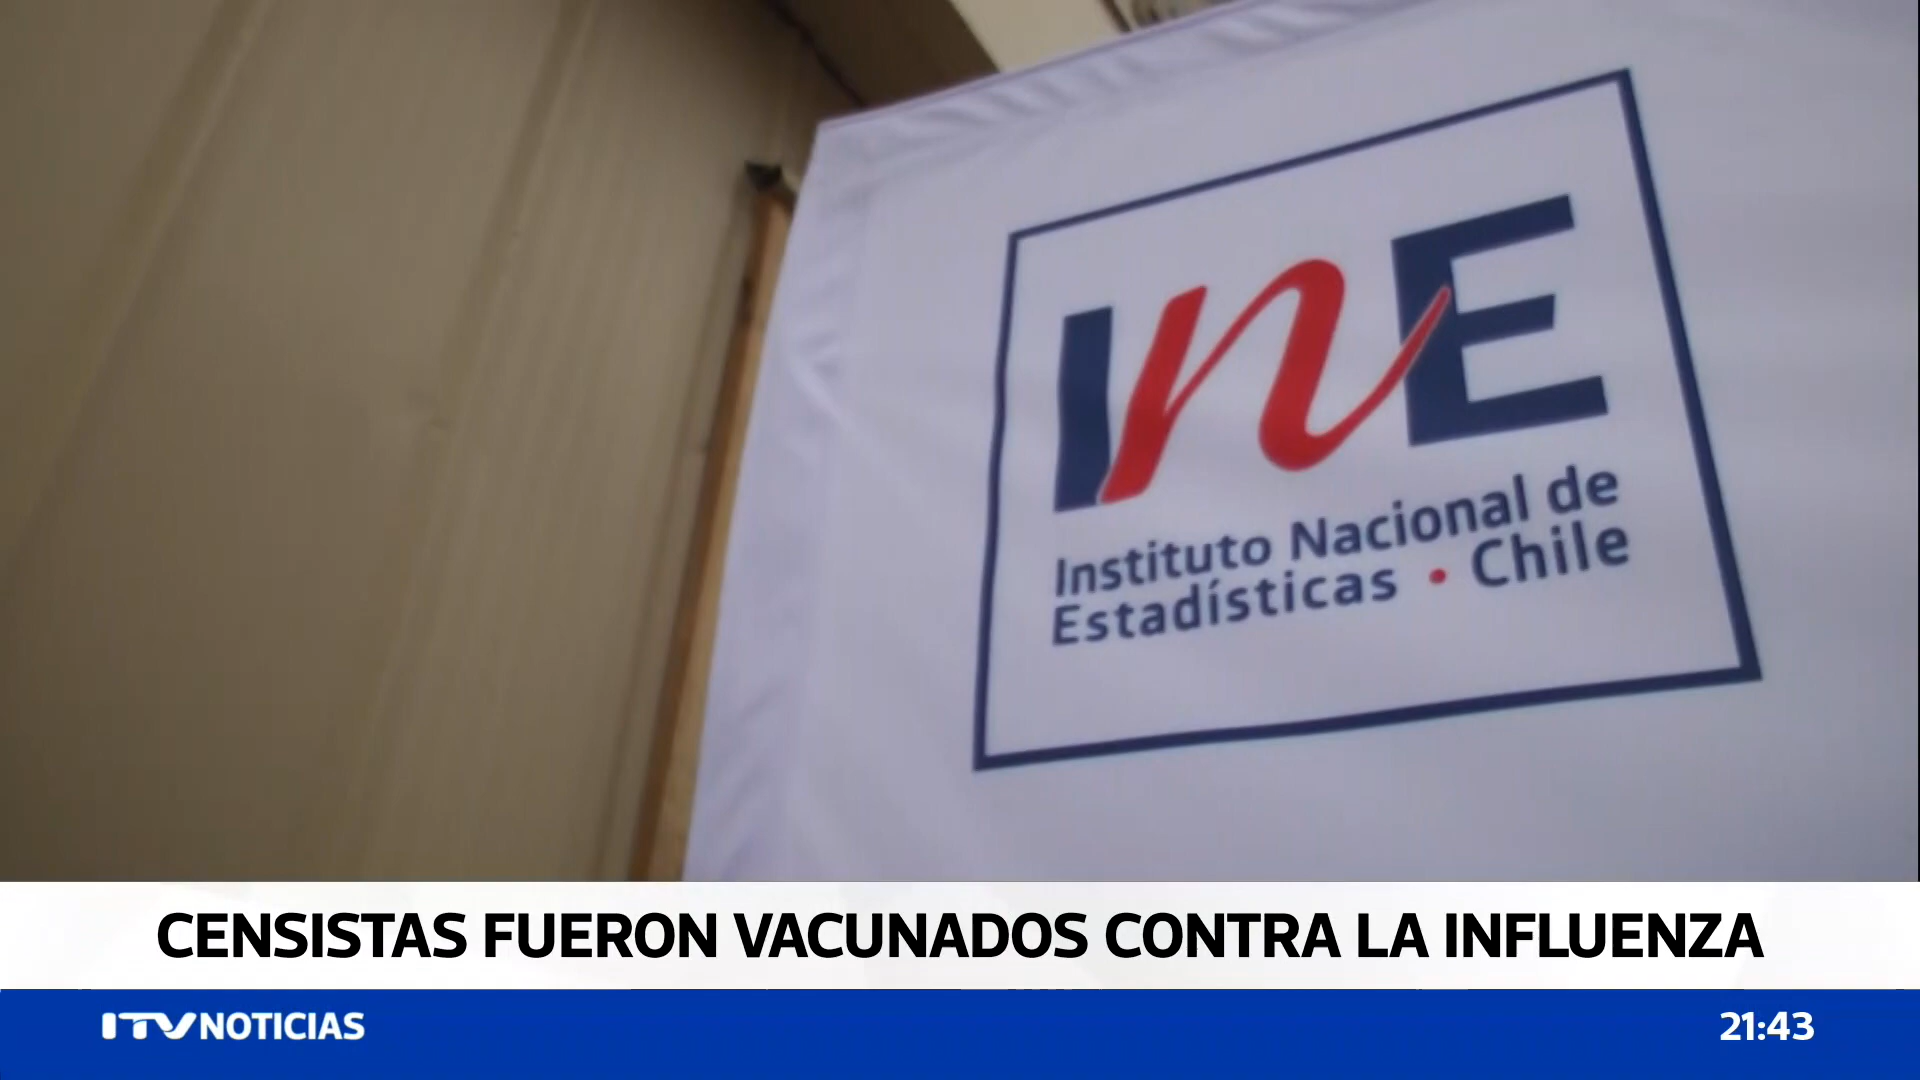 INE
Instituto Nacional de
Estadísticas • Chile
CENSISTAS FUERON VACUNADOS CONTRA LA INFLUENZA
ITV NOTICIAS
21:43